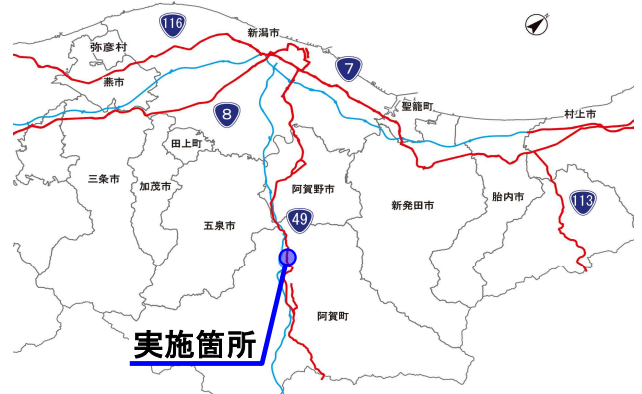 116
新潟市
弥彦村
7
燕市
聖籠町
8
村上市
田上町
三条市
加茂市
阿賀野市
胎内市
新発田市
113
五泉市
49
阿賀町
実施箇所